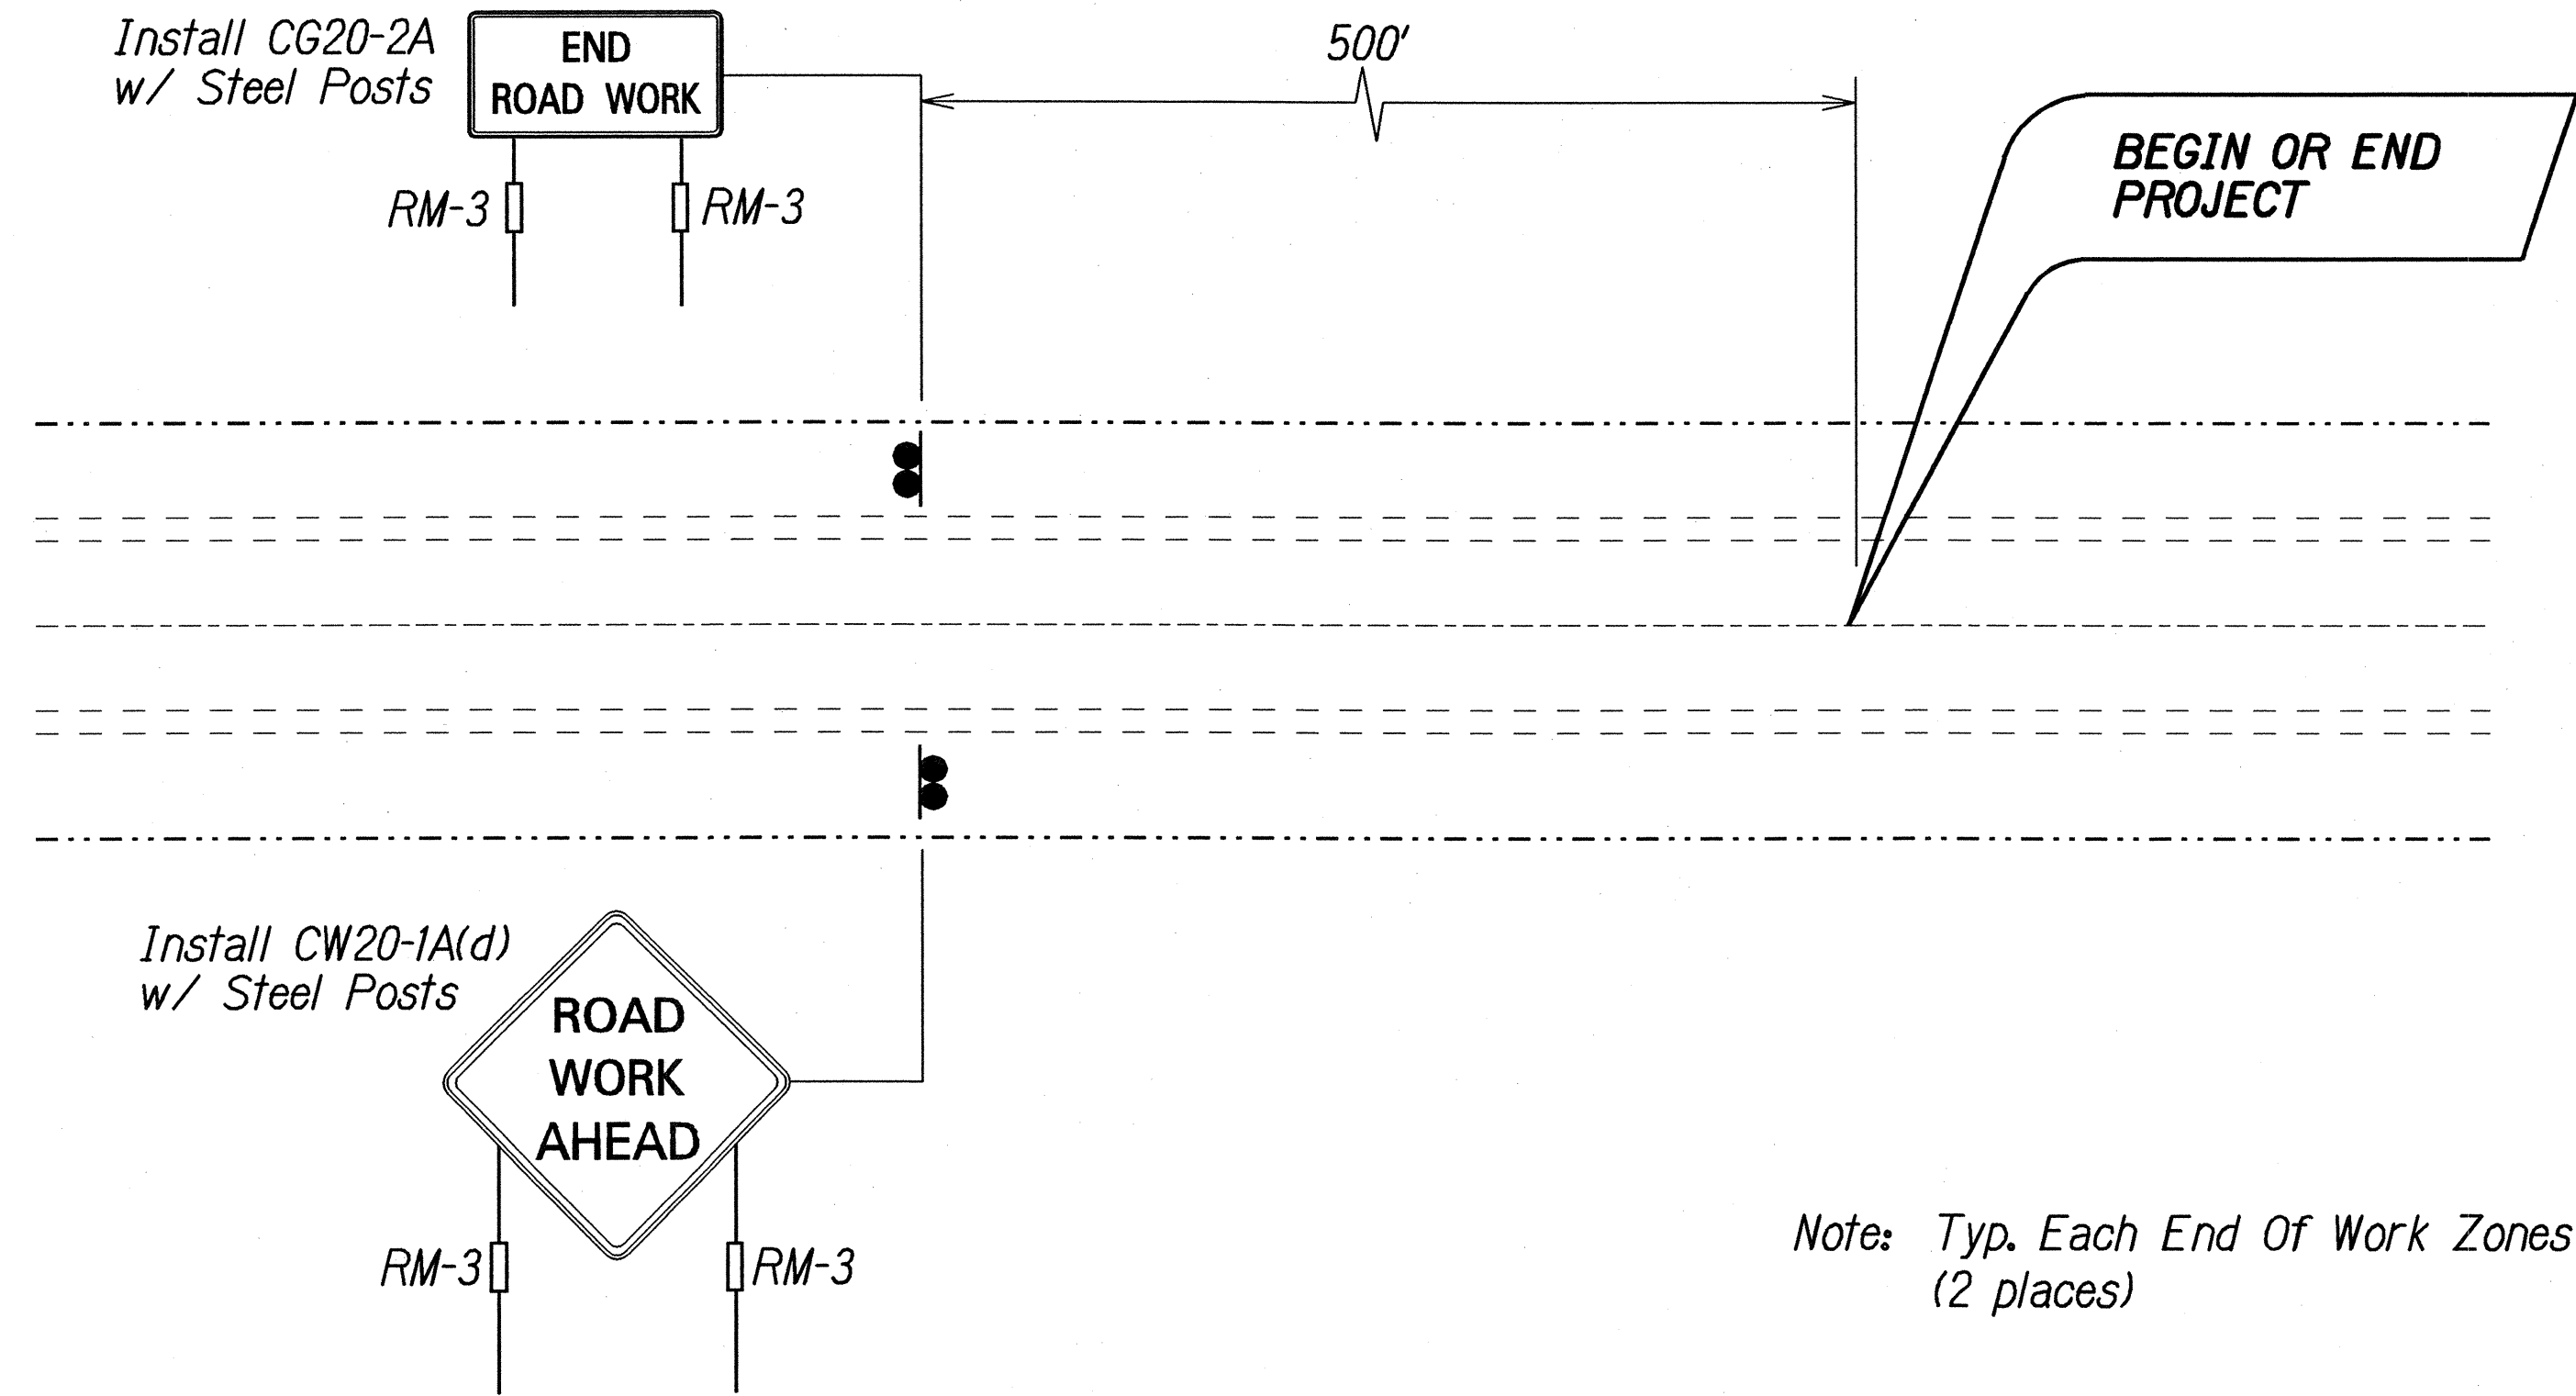 Install CG20-2A
w/ Steel Posts
END
ROAD WORK
RM-3
RM-3
500'
BEGIN OR END
PROJECT
Install CW20-1A(d)
w/ Steel Posts
ROAD
WORK
AHEAD
RM-3
RM-3
Note: Typ. Each End Of Work Zones
(2 places)